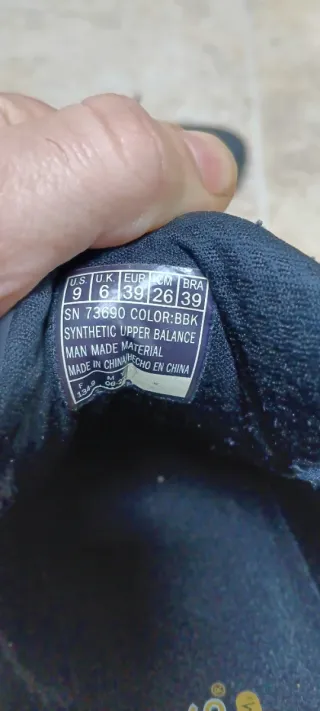 U.S U.K EUR CM BRA
9 6 39 26 39
SN 73690 COLOR:BBK
SYNTHETIC UPPER BALANCE
MAN MADE MATERIAL
MADE IN CHINA/HECHO EN CHINA